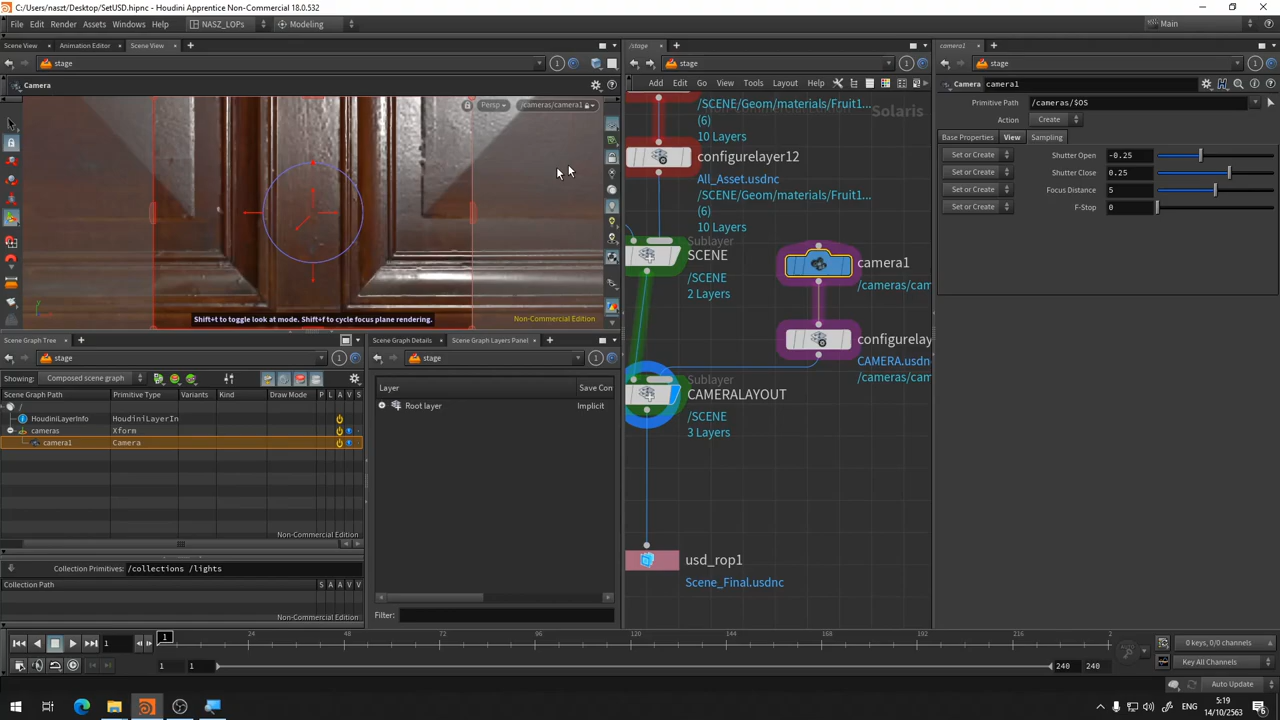 C:/Users/naszt/Desktop/SetUSD.hipnc - Houdini Apprentice Non-Commercial 18.0.532
File Edit Render Assets Windows Help NASZ_LOPs Modeling Main
Scene View Animation Editor Scene View
stage
Camera
Persp /cameras/camera1
Shift+t to toggle look at mode. Shift+f to cycle focus plane rendering.
Non-Commercial Edition
/stage
stage
Add Edit Go View Tools Layout Help
Solaris
/SCENE/Geom/materials/Fruit1...
(6)
10 Layers
configurelayer12
All_Asset.usdnc
/SCENE/Geom/materials/Fruit1...
(6)
10 Layers
Sublayer
SCENE
/SCENE
2 Layers
camera1
/cameras/cam
configurelay
CAMERA.usdn
/cameras/cam
Sublayer
CAMERALAYOUT
/SCENE
3 Layers
usd_rop1
Scene_Final.usdnc
camera1
stage
Camera camera1
Primitive Path /cameras/$OS
Action Create
Base Properties View Sampling
Set or Create Shutter Open -0.25
Set or Create Shutter Close 0.25
Set or Create Focus Distance 5
Set or Create F-Stop 0
Scene Graph Tree
stage
Showing: Composed scene graph
Scene Graph Path Primitive Type Variants Kind Draw Mode P L A V S
/
HoudiniLayerInfo HoudiniLayerIn
cameras Xform
camera1 Camera
Non-Commercial Edition
Collection Primitives: /collections /lights
Collection Path S A A V V
Non-Commercial Edition
Scene Graph Details Scene Graph Layers Panel
stage
Layer Save Con
Root layer Implicit
Filter:
1 1 24 48 72 96 120 144 168 192 216 2
1 1 240 240
0 keys, 0/0 channels
Key All Channels
Auto Update
ENG 5:19
14/10/2563